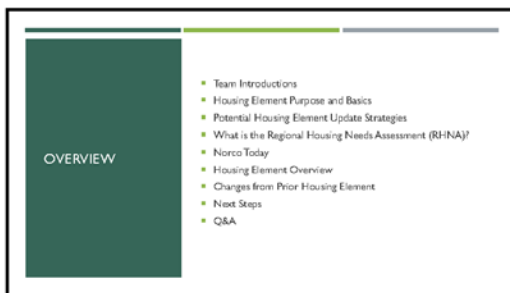 OVERVIEW
Team Introductions
Housing Element Purpose and Basics
Potential Housing Element Update Strategies
What is the Regional Housing Needs Assessment (RHNA)?
Norco Today
Housing Element Overview
Changes from Prior Housing Element
Next Steps
Q&A